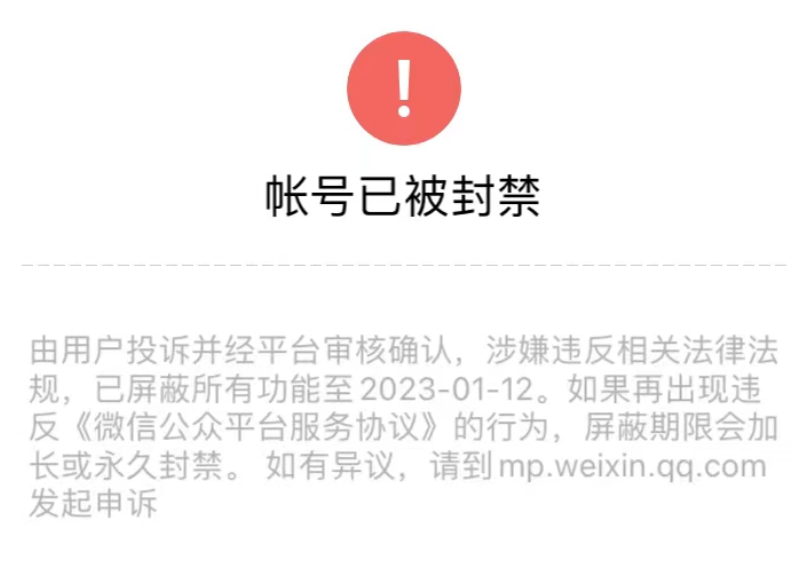 帐号已被封禁
由用户投诉并经平台审核确认，涉嫌违反相关法律法
规，已屏蔽所有功能至2023-01-12。如果再出现违
反《微信公众平台服务协议》的行为，屏蔽期限会加
长或永久封禁。 如有异议，请到mp.weixin.qq.com
发起申诉